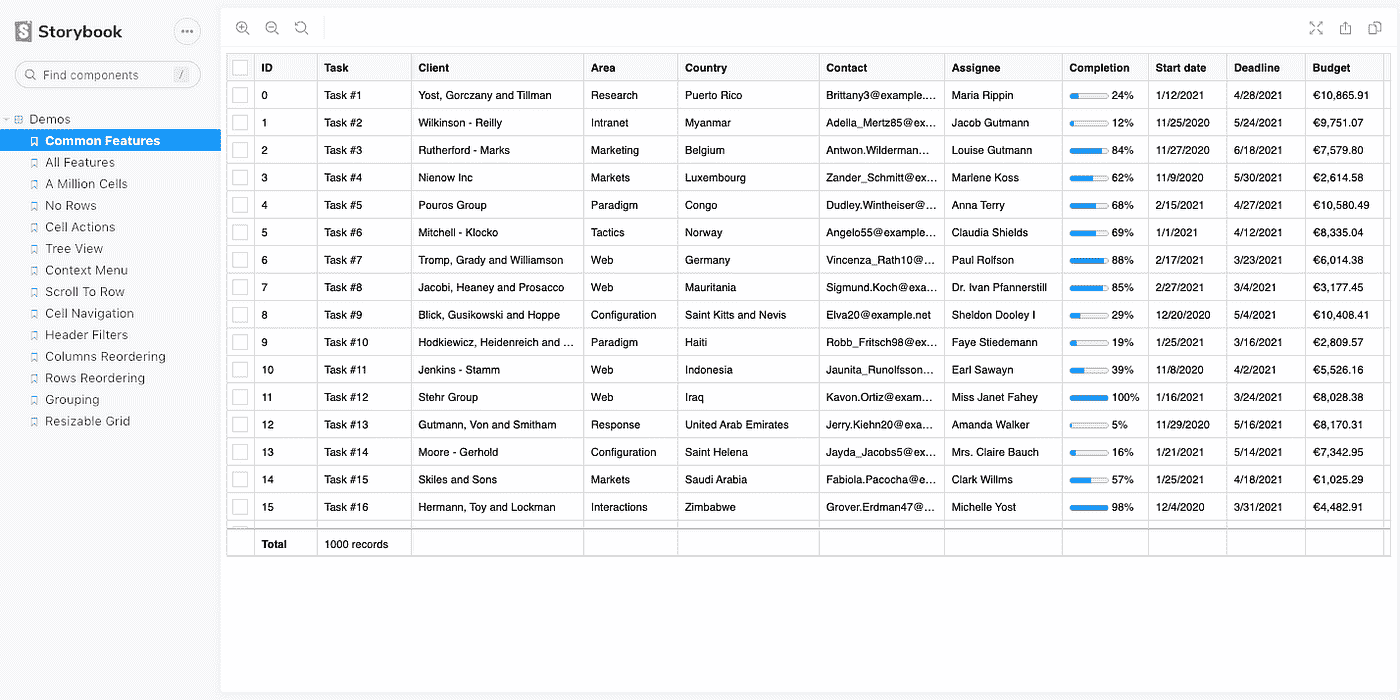 Storybook
Find components /
Demos
Common Features
All Features
A Million Cells
No Rows
Cell Actions
Tree View
Context Menu
Scroll To Row
Cell Navigation
Header Filters
Columns Reordering
Rows Reordering
Grouping
Resizable Grid
ID Task Client Area Country Contact Assignee Completion Start date Deadline Budget
0 Task #1 Yost, Gorczany and Tillman Research Puerto Rico Brittany3@example.... Maria Rippin 24% 1/12/2021 4/28/2021 €10,865.91
1 Task #2 Wilkinson - Reilly Intranet Myanmar Adella_Mertz85@ex... Jacob Gutmann 12% 11/25/2020 5/24/2021 €9,751.07
2 Task #3 Rutherford - Marks Marketing Belgium Antwon.Wilderman... Louise Gutmann 84% 11/27/2020 6/18/2021 €7,579.80
3 Task #4 Nienow Inc Markets Luxembourg Zander_Schmitt@ex... Marlene Koss 62% 11/9/2020 5/30/2021 €2,614.58
4 Task #5 Pouros Group Paradigm Congo Dudley.Wintheiser@... Anna Terry 68% 2/15/2021 4/27/2021 €10,580.49
5 Task #6 Mitchell - Klocko Tactics Norway Angelo55@example... Claudia Shields 69% 1/1/2021 4/12/2021 €8,335.04
6 Task #7 Tromp, Grady and Williamson Web Germany Vincenza_Rath10@... Paul Rolfson 88% 2/17/2021 3/23/2021 €6,014.38
7 Task #8 Jacobi, Heaney and Prosacco Web Mauritania Sigmund.Koch@exa... Dr. Ivan Pfannerstill 85% 2/27/2021 3/4/2021 €3,177.45
8 Task #9 Blick, Gusikowski and Hoppe Configuration Saint Kitts and Nevis Elva20@example.net Sheldon Dooley I 29% 12/20/2020 5/4/2021 €10,408.41
9 Task #10 Hodkiewicz, Heidenreich and ... Paradigm Haiti Robb_Fritsch98@ex... Faye Stiedemann 19% 1/25/2021 3/16/2021 €2,809.57
10 Task #11 Jenkins - Stamm Web Indonesia Jaunita_Runolfsson... Earl Sawayn 39% 11/8/2020 4/2/2021 €5,526.16
11 Task #12 Stehr Group Web Iraq Kavon.Ortiz@exam... Miss Janet Fahey 100% 1/16/2021 3/24/2021 €8,028.38
12 Task #13 Gutmann, Von and Smitham Response United Arab Emirates Jerry.Kiehn20@exa... Amanda Walker 5% 11/29/2020 5/16/2021 €8,170.31
13 Task #14 Moore - Gerhold Configuration Saint Helena Jayda_Jacobs5@ex... Mrs. Claire Bauch 16% 1/21/2021 5/14/2021 €7,342.95
14 Task #15 Skiles and Sons Markets Saudi Arabia Fabiola.Pacocha@e... Clark Willms 57% 1/25/2021 4/18/2021 €1,025.29
15 Task #16 Hermann, Toy and Lockman Interactions Zimbabwe Grover.Erdman47@... Michelle Yost 98% 12/4/2020 3/31/2021 €4,482.91
Total 1000 records